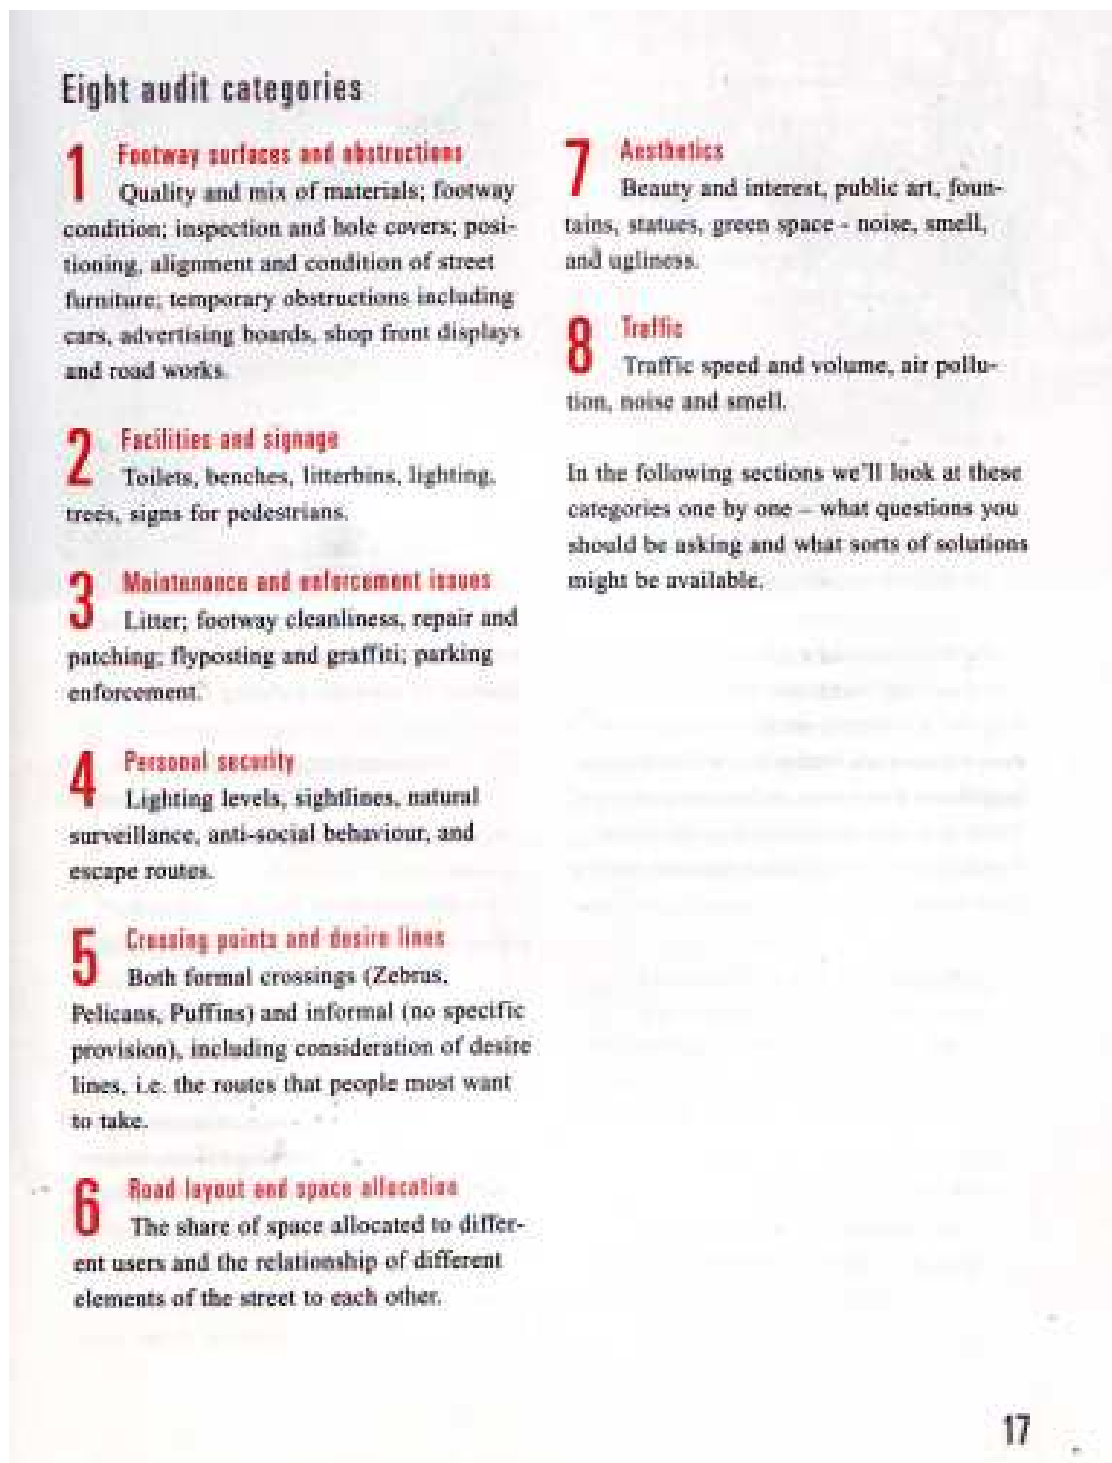 Eight audit categories
1 Footway surfaces and obstructions
Quality and mix of materials; footway
condition; inspection and hole covers; posi-
tioning, alignment and condition of street
furniture; temporary obstructions including
cars, advertising boards, shop front displays
and road works.
2 Facilities and signage
Toilets, benches, litterbins, lighting,
trees, signs for pedestrians.
3 Maintenance and enforcement issues
Litter; footway cleanliness, repair and
patching; flyposting and graffiti; parking
enforcement.
4 Personal security
Lighting levels, sightlines, natural
surveillance, anti-social behaviour, and
escape routes.
5 Crossing points and desire lines
Both formal crossings (Zebras,
Pelicans, Puffins) and informal (no specific
provision), including consideration of desire
lines, i.e. the routes that people most want
to take.
6 Road layout and space allocation
The share of space allocated to differ-
ent users and the relationship of different
elements of the street to each other.
7 Aesthetics
Beauty and interest, public art, foun-
tains, statues, green space - noise, smell,
and ugliness.
8 Traffic
Traffic speed and volume, air pollu-
tion, noise and smell.
In the following sections we'll look at these
categories one by one – what questions you
should be asking and what sorts of solutions
might be available.
17